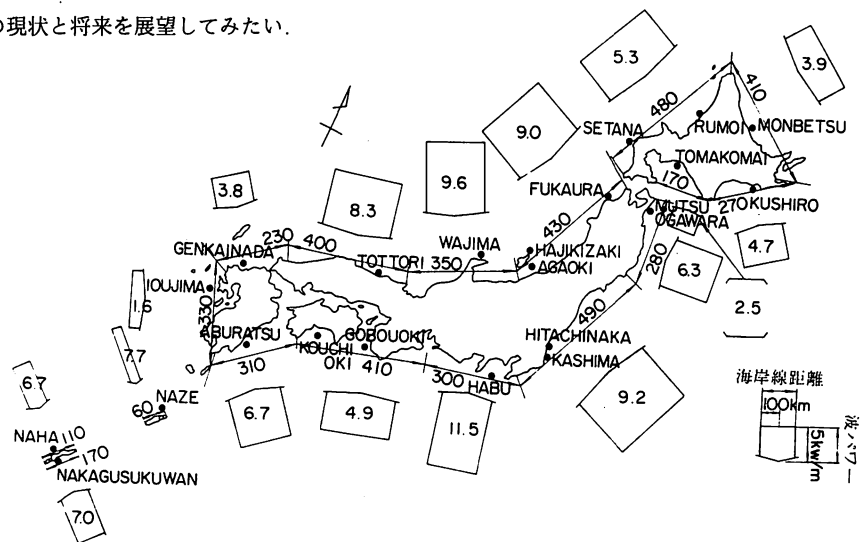 の現状と将来を展望してみたい.
5.3
3.9
480
410
9.0
SETANA
RUMOI
MONBETSU
TOMAKOMAI
170
9.6
3.8
8.3
FUKAURA
270
KUSHIRO
MUTSU
OGAWARA
430
4.7
230
400
WAJIMA
HAJIKIZAKI
GENKAINADA
TOTTORI
350
AGAOKI
280
6.3
IOUJIMA
1.6
330
2.5
490
ABURATSU
KOUCHI
GOBOUOKI
OKI
HITACHINAKA
KASHIMA
7.7
310
410
300
HABU
海岸線距離
100km
5kw/m
波パワー
6.7
60
NAZE
6.7
4.9
11.5
9.2
NAHA
110
170
NAKAGUSUKUWAN
7.0